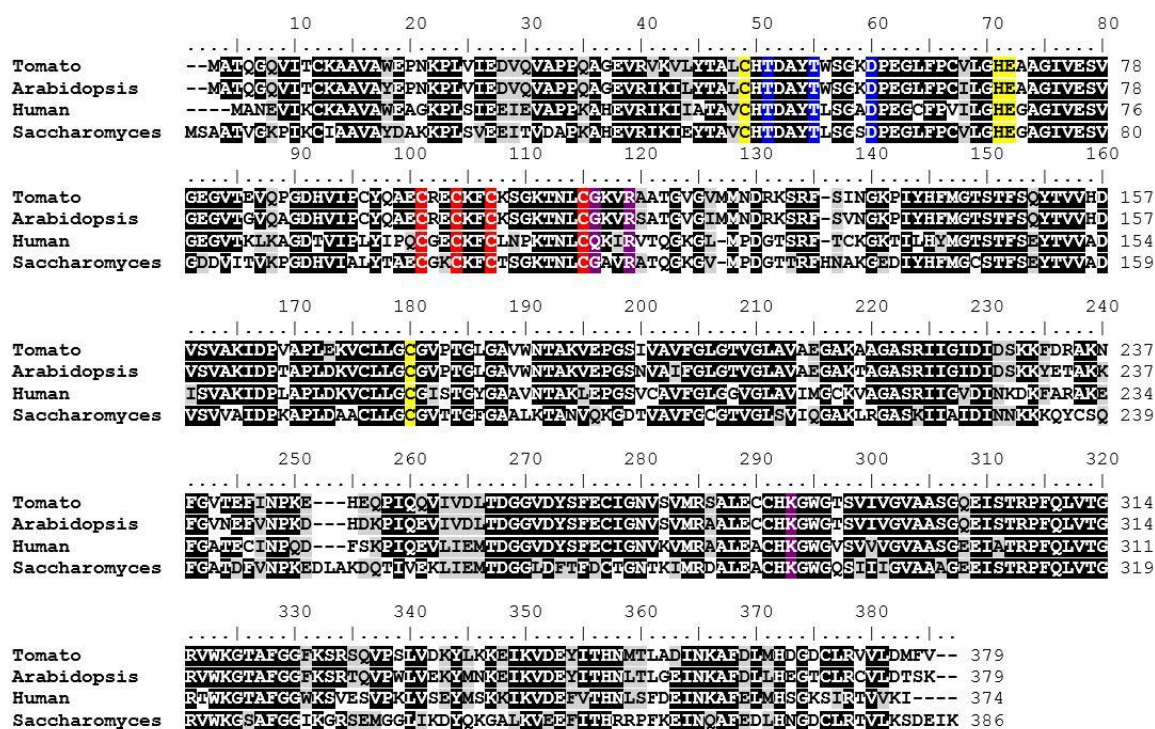 10 20 30 40 50 60 70 80
....|....|....|....|....|....|....|....|....|....|....|....|....|....|....|....|
Tomato --MATQGQVITCKAAVAWEPNKPLVIEDVQVAPPQAGEVRVKVLYTALCHTDAYTWSGKDPEGLFPCVLGHEAAGIVESV 78
Arabidopsis --MATQGQVITCKAAVAYEPNKPLVIEDVQVAPPQAGEVRIKILYTALCHTDAYTWSGKDPEGLFPCILGHEAAGIVESV 78
Human ----MANEVIKCKAAVAWEAGKPLSIEEIEVAPPKAHEVRIKIIATAVCHTDAYTLSGADPEGCFPVILGHEGAGIVESV 76
Saccharomyces MSAATVGKPIKCIAAVAYDAKKPLSVEEITVDAPKAHEVRIKIEYTAVCHTDAYTLSGSDPEGLFPCVLGHEGAGIVESV 80
90 100 110 120 130 140 150 160
....|....|....|....|....|....|....|....|....|....|....|....|....|....|....|....|
Tomato GEGVTEVQPGDHVIPCYQAECRECKFCKSGKTNLCGKVRAATGVGVMMNDRKSRF-SINGKPIYHFMGTSTFSQYTVVHD 157
Arabidopsis GEGVTGVQAGDHVIPCYQAECRECKFCKSGKTNLCGKVRSATGVGIMMNDRKSRF-SVNGKPIYHFMGTSTFSQYTVVHD 157
Human GEGVTKLKAGDTVIPLYIPQCGECKFCLNPKTNLCQKIRVTQGKGL-MPDGTSRF-TCKGKTILHYMGTSTFSEYTVVAD 154
Saccharomyces GDDVITVKPGDHVIALYTAECGKCKFCTSGKTNLCGAVRATQGKGV-MPDGTTRFHNAKGEDIYHFMGCSTFSEYTVVAD 159
170 180 190 200 210 220 230 240
....|....|....|....|....|....|....|....|....|....|....|....|....|....|....|....|
Tomato VSVAKIDPVAPLEKVCLLGCGVPTGLGAVWNTAKVEPGSIVAVFGLGTVGLAVAEGAKAAGASRIIGIDIDSKKFDRAKN 237
Arabidopsis VSVAKIDPTAPLDKVCLLGCGVPTGLGAVWNTAKVEPGSNVAIFGLGTVGLAVAEGAKTAGASRIIGIDIDSKKYETAKK 237
Human ISVAKIDPLAPLDKVCLLGCGISTGYGAAVNTAKLEPGSVCAVFGLGGVGLAVIMGCKVAGASRIIGVDINKDKFARAKE 234
Saccharomyces VSVVAIDPKAPLDAACLLGCGVTTGFGAALKTANVQKGDTVAVFGCGTVGLSVIQGAKLRGASKIIAIDINNKKKQYCSQ 239
250 260 270 280 290 300 310 320
....|....|....|....|....|....|....|....|....|....|....|....|....|....|....|....|
Tomato FGVTEFINPKE---HEQPIQQVIVDLTDGGVDYSFECIGNVSVMRSALECCHKGWGTSVIVGVAASGQEISTRPFQLVTG 314
Arabidopsis FGVNEFVNPKD---HDKPIQEVIVDLTDGGVDYSFECIGNVSVMRAALECCHKGWGTSVIVGVAASGQEISTRPFQLVTG 314
Human FGATECINPQD---FSKPIQEVLIEMTDGGVDYSFECIGNVKVMRAALEACHKGWGVSVVVGVAASGEEIATRPFQLVTG 311
Saccharomyces FGATDFVNPKEDLAKDQTIVEKLIEMTDGGLDFTFDCTGNTKIMRDALEACHKGWGQSIIIGVAAAGEEISTRPFQLVTG 319
330 340 350 360 370 380
....|....|....|....|....|....|....|....|....|....|....|....|....|..
Tomato RVWKGTAFGGFKSRSQVPSLVDKYLKKEIKVDEYITHNMTLADINKAFDLMHDGDCLRVVLDMFV-- 379
Arabidopsis RVWKGTAFGGFKSRTQVPWLVEKYMNKEIKVDEYITHNLTLGEINKAFDLLHEGTCLRCVLDTSK-- 379
Human RTWKGTAFGGWKSVESVPKLVSEYMSKKIKVDEFVTHNLSFDEINKAFELMHSGKSIRTVVKI---- 374
Saccharomyces RVWKGSAFGGIKGRSEMGGLIKDYQKGALKVEEFITHRRPFKEINQAFEDLHNGDCLRTVLKSDEIK 386